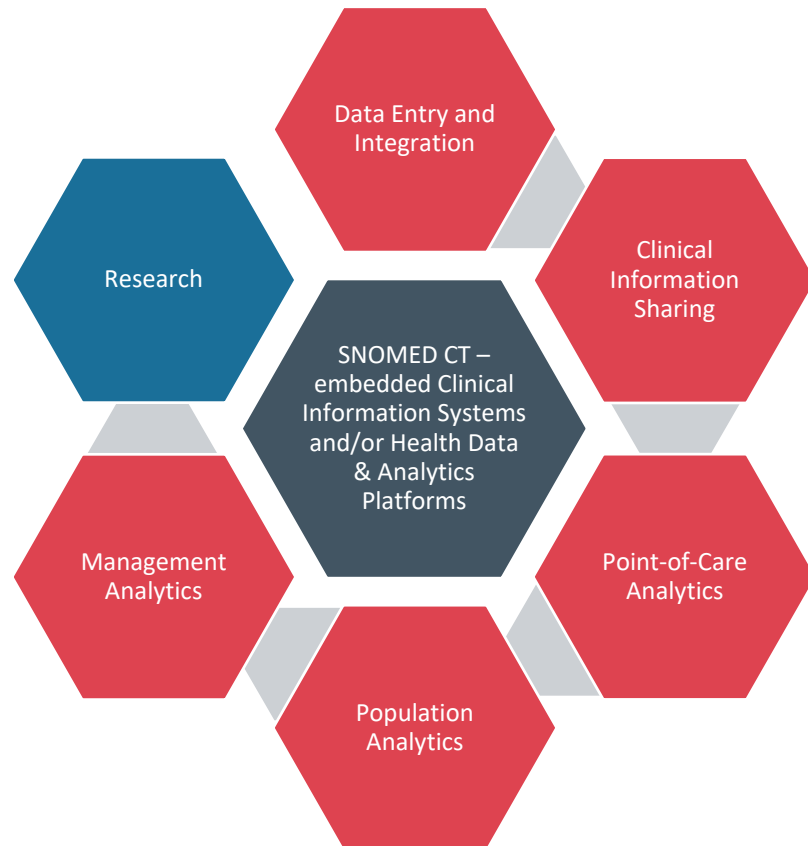 Data Entry and
Integration
Clinical
Information
Sharing
Research
SNOMED CT –
embedded Clinical
Information Systems
and/or Health Data
& Analytics
Platforms
Management
Analytics
Point-of-Care
Analytics
Population
Analytics